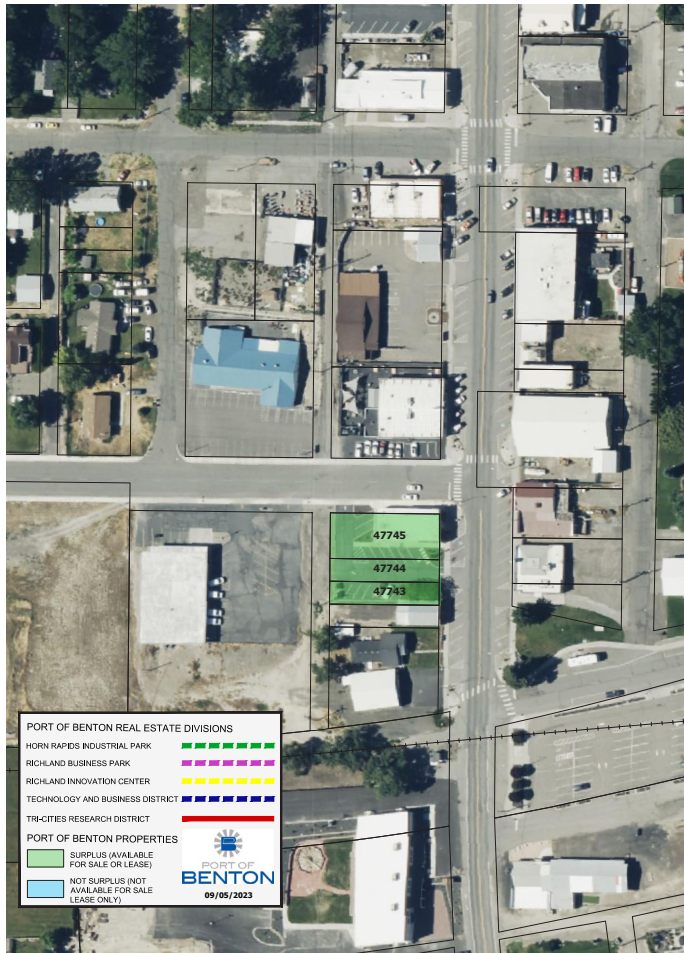 47745
47744
47743
PORT OF BENTON REAL ESTATE DIVISIONS
HORN RAPIDS INDUSTRIAL PARK
RICHLAND BUSINESS PARK
RICHLAND INNOVATION CENTER
TECHNOLOGY AND BUSINESS DISTRICT
TRI-CITIES RESEARCH DISTRICT
PORT OF BENTON PROPERTIES
SURPLUS (AVAILABLE
FOR SALE OR LEASE)
NOT SURPLUS (NOT
AVAILABLE FOR SALE
LEASE ONLY)
PORT OF
BENTON
09/05/2023